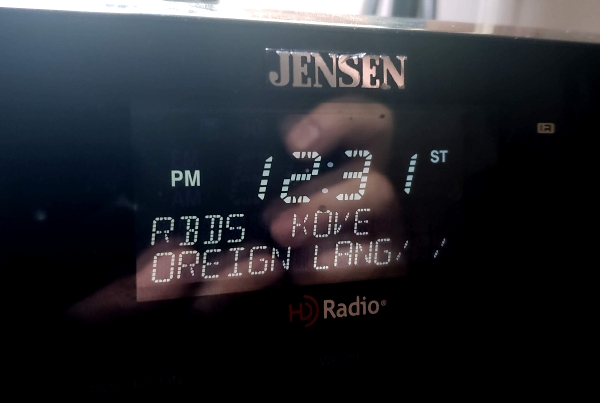 JENSEN
PM 12:31 ST
RBDS KOVE
OREIGN LANG/ /
HD Radio®